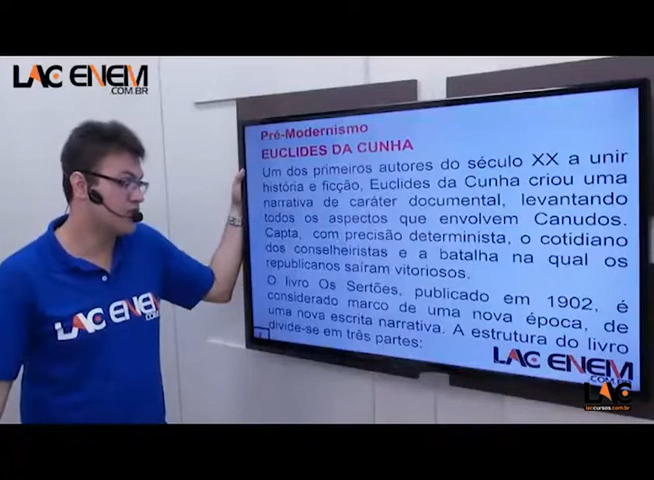 LAC ENEM
.COM.BR
Pré-Modernismo
EUCLIDES DA CUNHA
Um dos primeiros autores do século XX a unir
história e ficção, Euclides da Cunha criou uma
narrativa de caráter documental, levantando
todos os aspectos que envolvem Canudos.
Capta, com precisão determinista, o cotidiano
dos conselheiristas e a batalha na qual os
republicanos saíram vitoriosos.
O livro Os Sertões, publicado em 1902, é
considerado marco de uma nova época, de
uma nova escrita narrativa. A estrutura do livro
divide-se em três partes:
LAC ENEM
.COM.BR
LAC ENEM
.COM.BR
LAC
laccursos.com